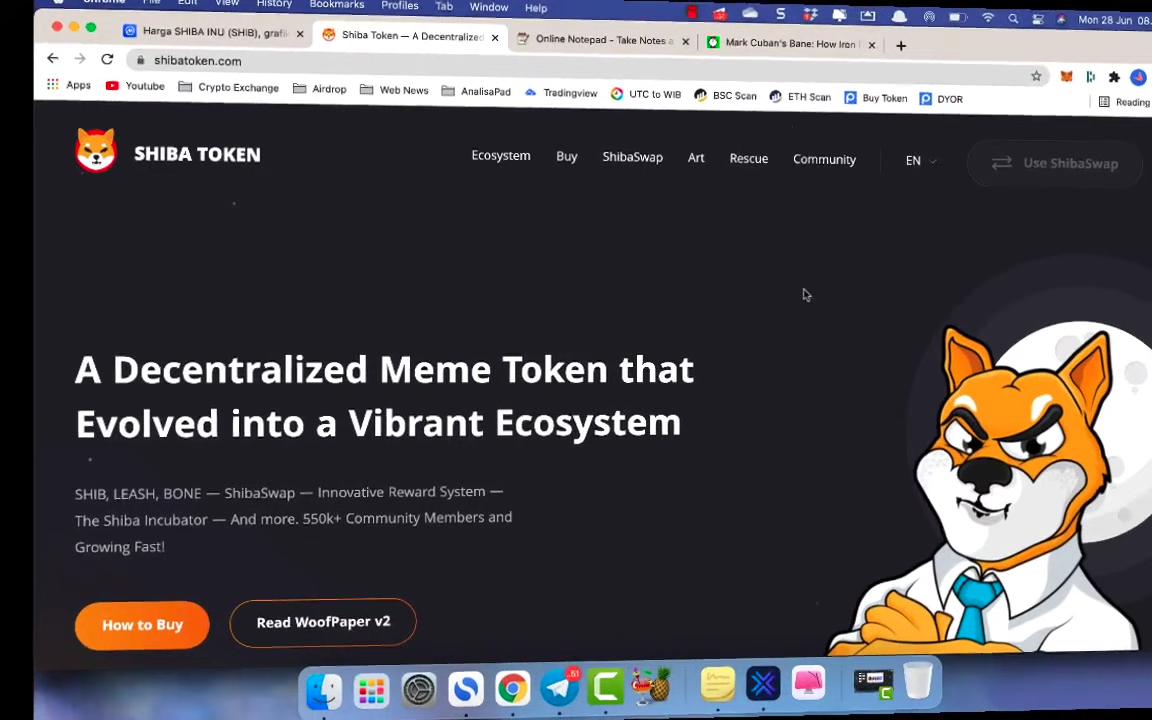 Chrome File Edit View History Bookmarks Profiles Tab Window Help
Mon 28 Jun 08.
Harga SHIBA INU (SHIB), grafi
Shiba Token — A Decentralized
Online Notepad - Take Notes a
Mark Cuban's Bane: How Iron
shibatoken.com
Apps
Youtube
Crypto Exchange
Airdrop
Web News
AnalisaPad
Tradingview
UTC to WIB
BSC Scan
ETH Scan
Buy Token
DYOR
Reading
SHIBA TOKEN
Ecosystem
Buy
ShibaSwap
Art
Rescue
Community
EN
Use ShibaSwap
A Decentralized Meme Token that
Evolved into a Vibrant Ecosystem
SHIB, LEASH, BONE — ShibaSwap — Innovative Reward System —
The Shiba Incubator — And more. 550k+ Community Members and
Growing Fast!
How to Buy
Read WoofPaper v2